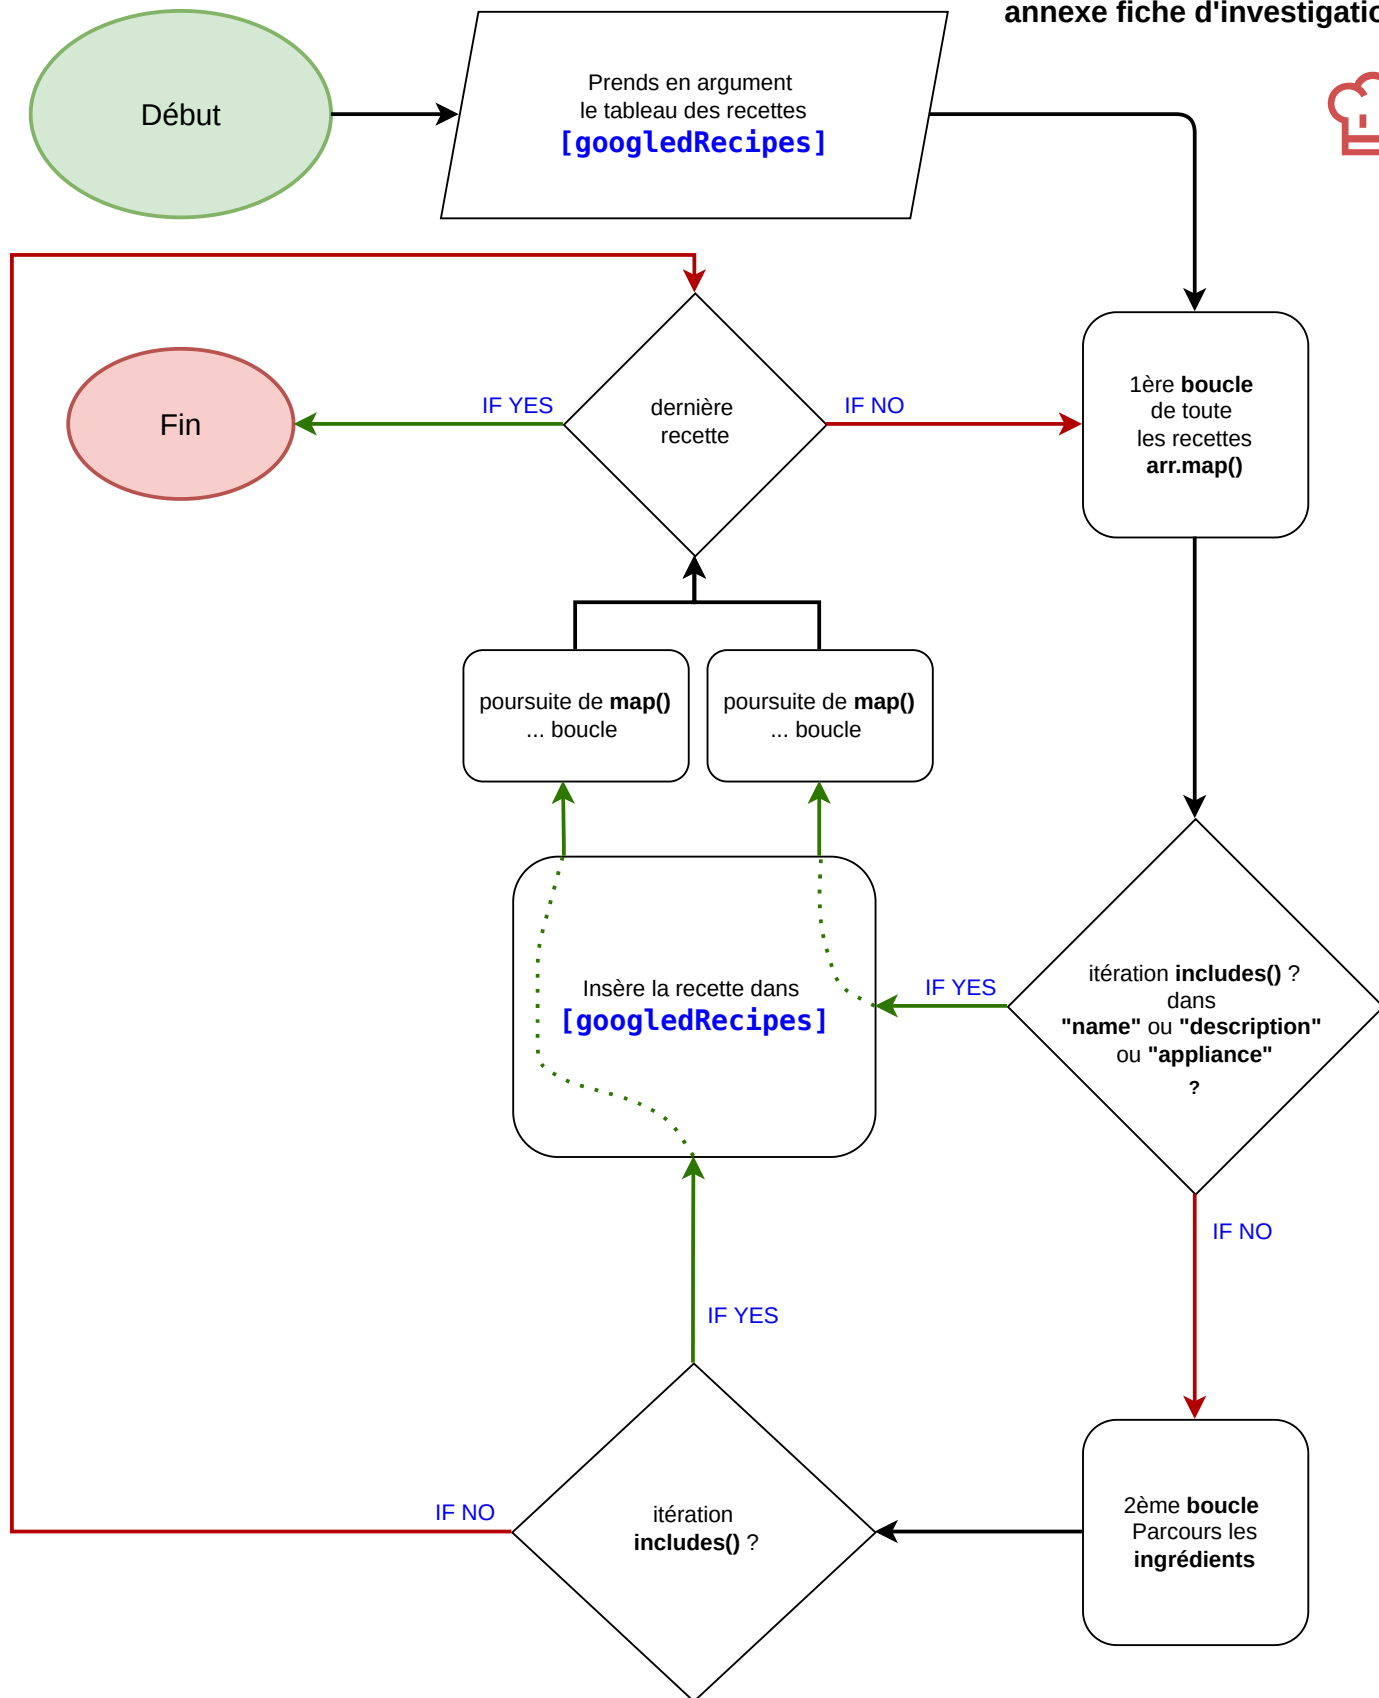 annexe fiche d'investigatio
Début
Prends en argument
le tableau des recettes
[googledRecipes]
Fin
IF YES
dernière
recette
IF NO
1ère boucle
de toute
les recettes
arr.map()
poursuite de map()
... boucle
poursuite de map()
... boucle
Insère la recette dans
[googledRecipes]
IF YES
itération includes() ?
dans
"name" ou "description"
ou "appliance"
?
IF NO
IF YES
IF NO
itération
includes() ?
2ème boucle
Parcours les
ingrédients